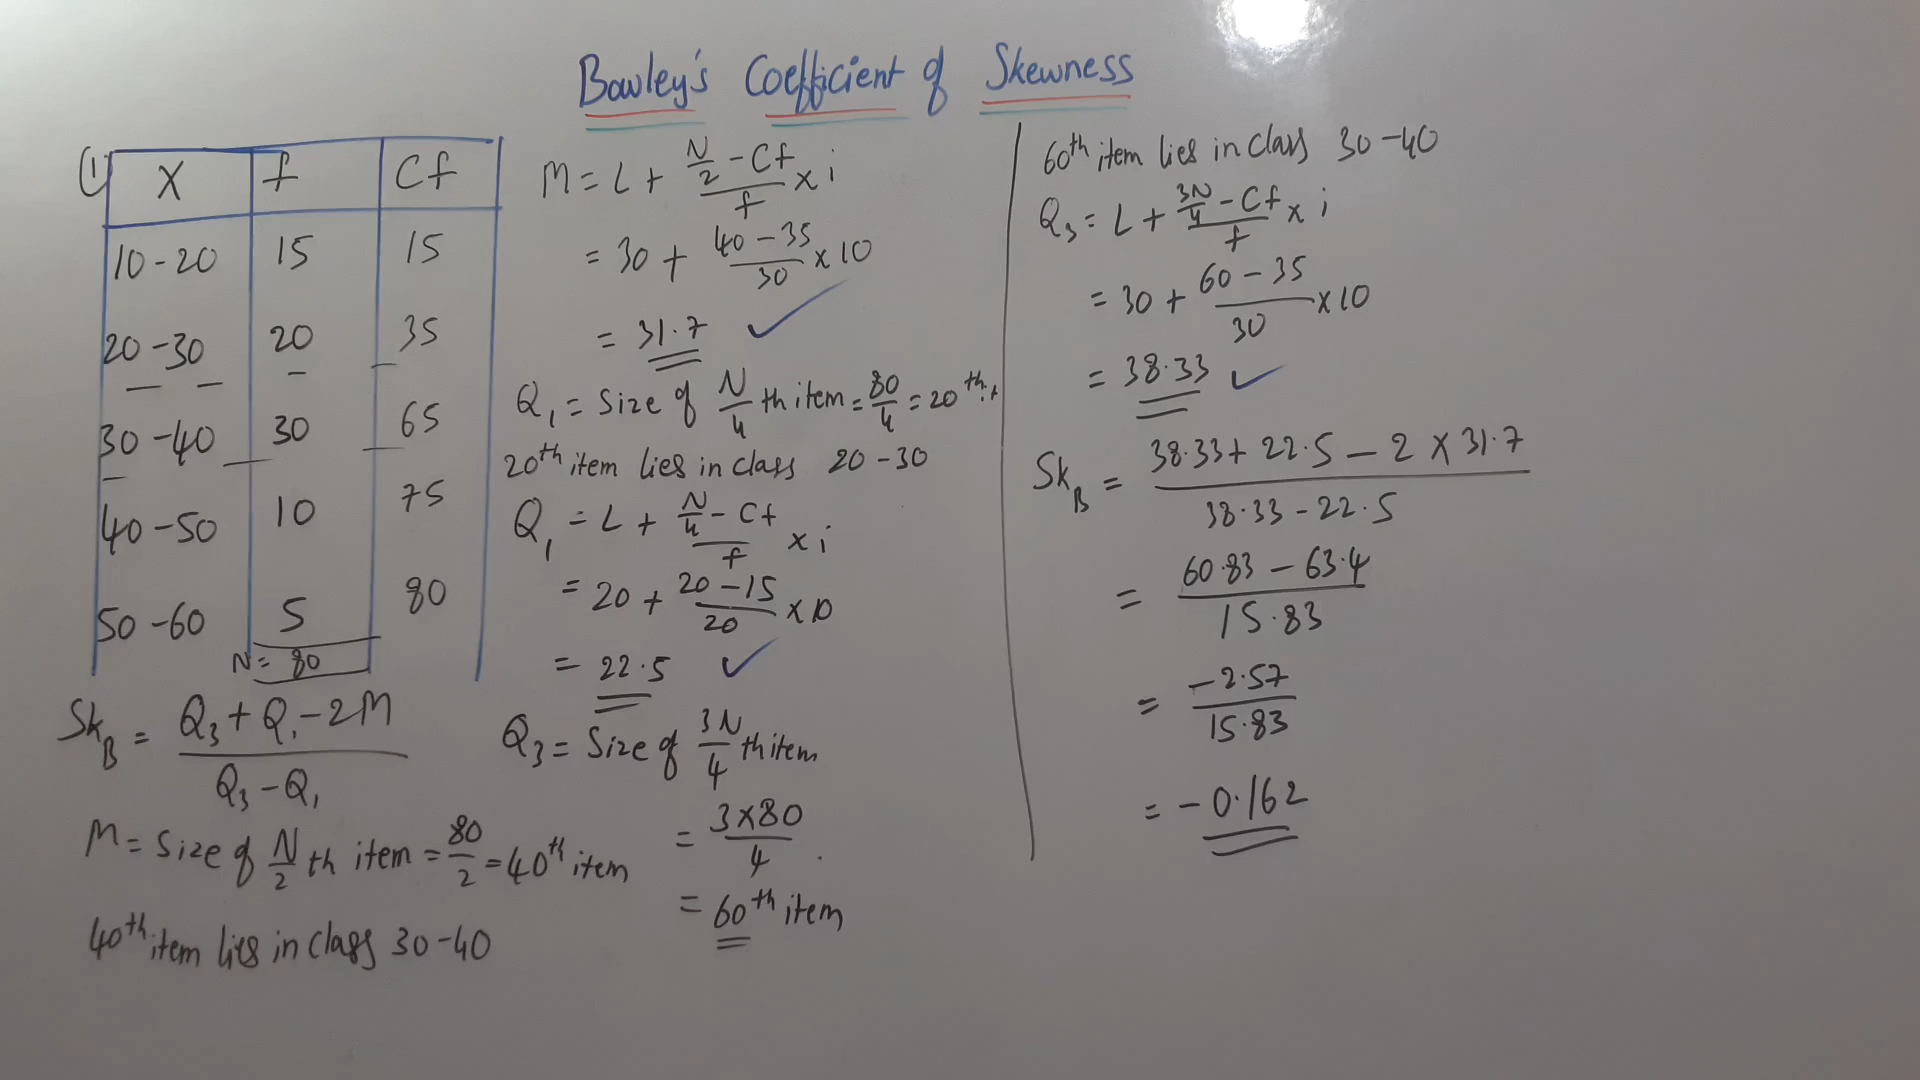 Bowley's Coefficient of Skewness
(1) X f Cf
10-20 15 15
20-30 20 35
30-40 30 65
40-50 10 75
50-60 5 80
N= 80
Sk_B = (Q₃ + Q₁ - 2M) / (Q₃ - Q₁)
M = Size of N/2 th item = 80/2 = 40th item
40th item lies in class 30-40
M = L + (N/2 - Cf)/f x i
= 30 + (40-35)/30 x 10
= 31.7 ✓
Q₁ = Size of N/4 th item = 80/4 = 20th
20th item lies in class 20-30
Q₁ = L + (N/4 - Cf)/f x i
= 20 + (20-15)/20 x 10
= 22.5 ✓
Q₃ = Size of 3N/4 th item
= (3x80)/4
= 60th item
60th item lies in class 30-40
Q₃ = L + (3N/4 - Cf)/f x i
= 30 + (60-35)/30 x 10
= 38.33 ✓
Sk_B = (38.33 + 22.5 - 2 x 31.7) / (38.33 - 22.5)
= (60.83 - 63.4) / 15.83
= -2.57 / 15.83
= -0.162